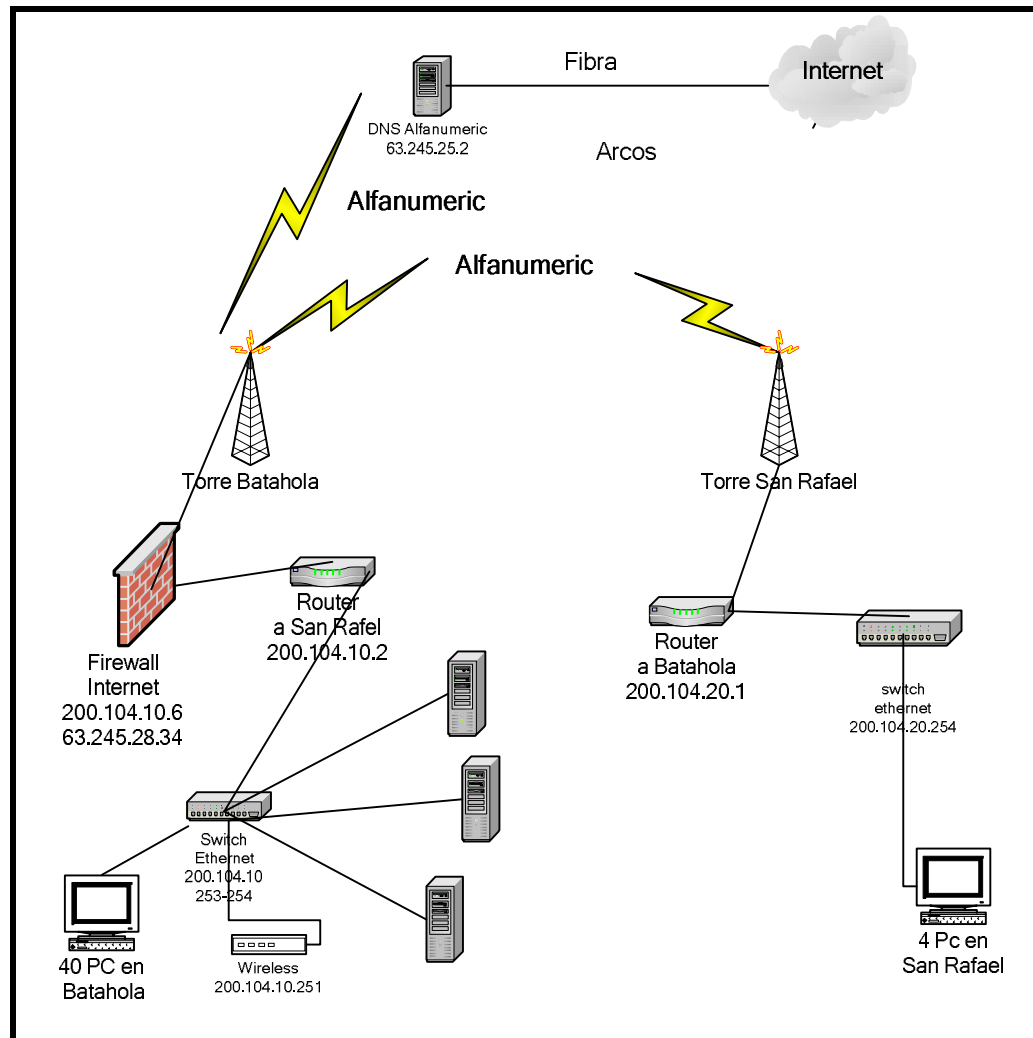 Fibra
Internet
DNS Alfanumeric
63.245.25.2
Arcos
Alfanumeric
Alfanumeric
Torre Batahola
Torre San Rafael
Router
a San Rafel
200.104.10.2
Firewall
Internet
200.104.10.6
63.245.28.34
Router
a Batahola
200.104.20.1
switch
ethernet
200.104.20.254
Switch
Ethernet
200.104.10
253-254
40 PC en
Batahola
Wireless
200.104.10.251
4 Pc en
San Rafael